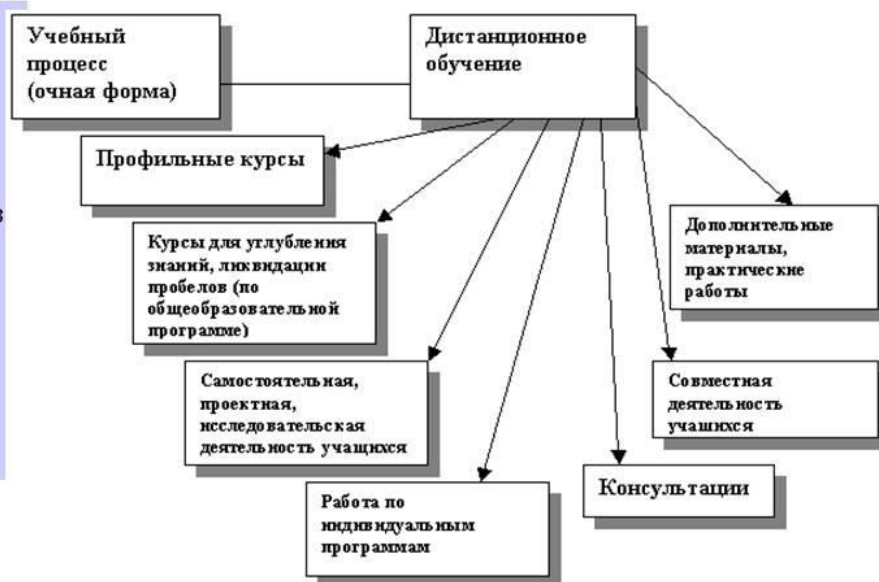 Учебный
процесс
(очная форма)
Дистанционное
обучение
Профильные курсы
Курсы для углубления
знаний, ликвидации
пробелов (по
общеобразовательной
программе)
Самостоятельная,
проектная,
исследовательская
деятельность учащихся
Работа по
индивидуальным
программам
Консультации
Совместная
деятельность
учашихся
Дополнительные
материалы,
практические
работы